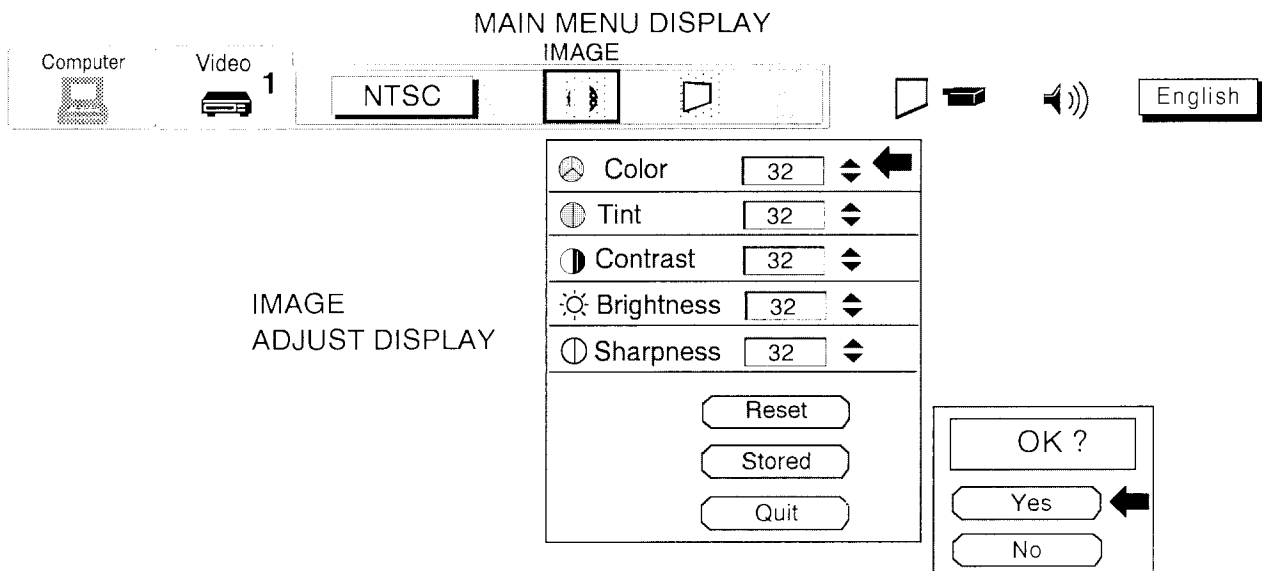 MAIN MENU DISPLAY
IMAGE
Computer
Video 1
NTSC
English
Color 32
Tint 32
Contrast 32
Brightness 32
Sharpness 32
IMAGE
ADJUST DISPLAY
Reset
Stored
Quit
OK ?
Yes
No